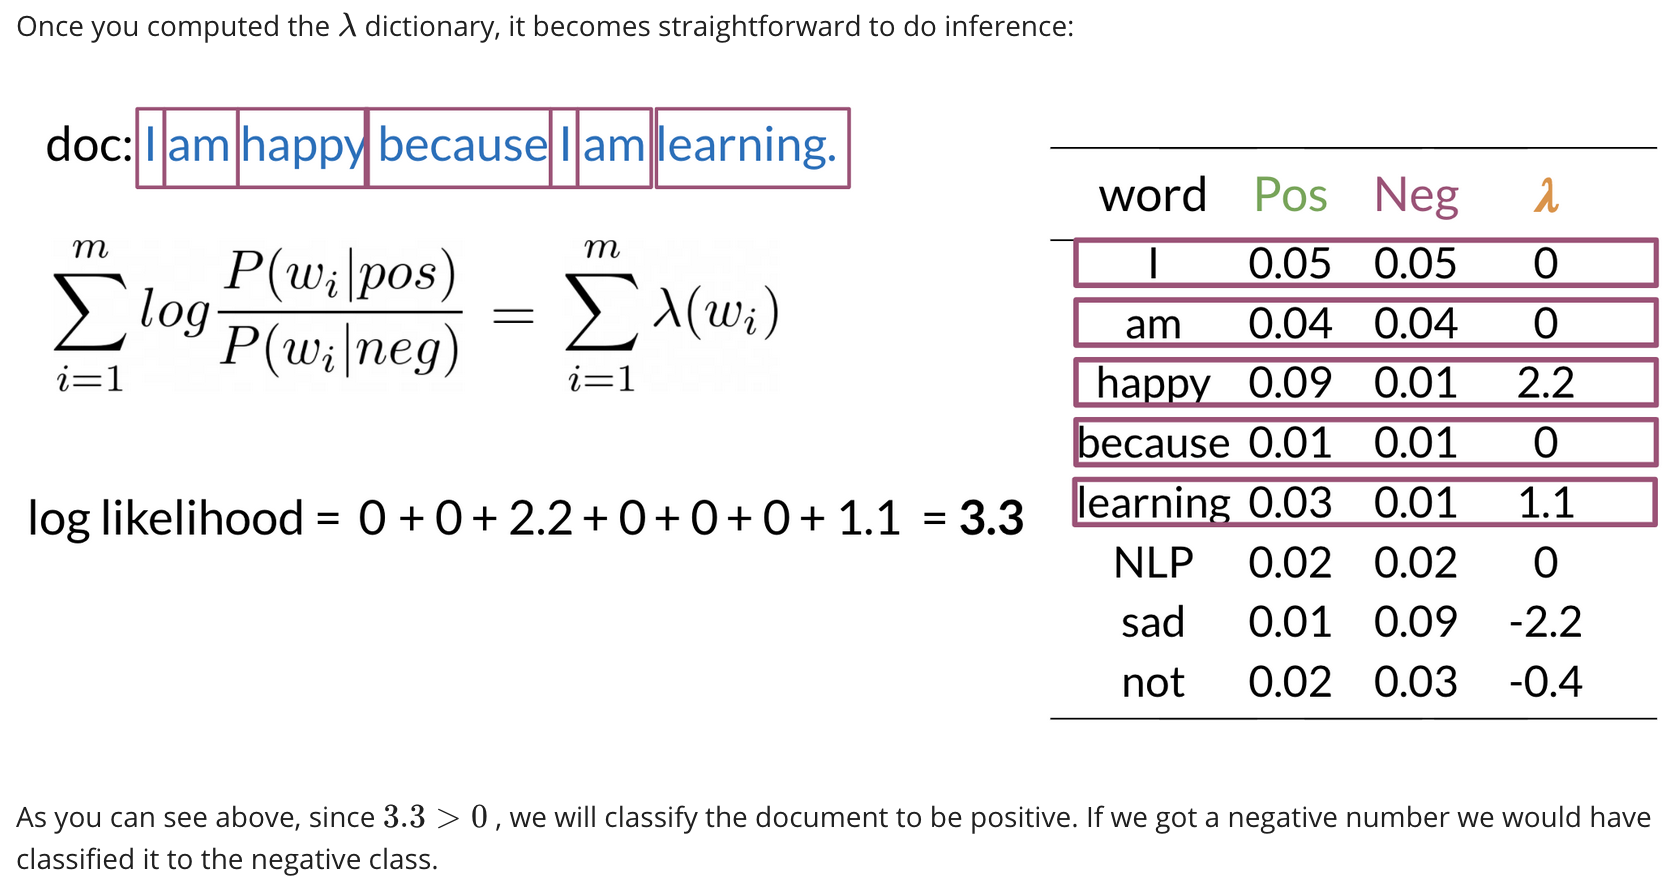 Once you computed the λ dictionary, it becomes straightforward to do inference:
doc: I am happy because I am learning.
m m
∑ log P(w_i|pos) / P(w_i|neg) = ∑ λ(w_i)
i=1 i=1
log likelihood = 0 + 0 + 2.2 + 0 + 0 + 0 + 1.1 = 3.3
word Pos Neg λ
I 0.05 0.05 0
am 0.04 0.04 0
happy 0.09 0.01 2.2
because 0.01 0.01 0
learning 0.03 0.01 1.1
NLP 0.02 0.02 0
sad 0.01 0.09 -2.2
not 0.02 0.03 -0.4
As you can see above, since 3.3 > 0 , we will classify the document to be positive. If we got a negative number we would have
classified it to the negative class.